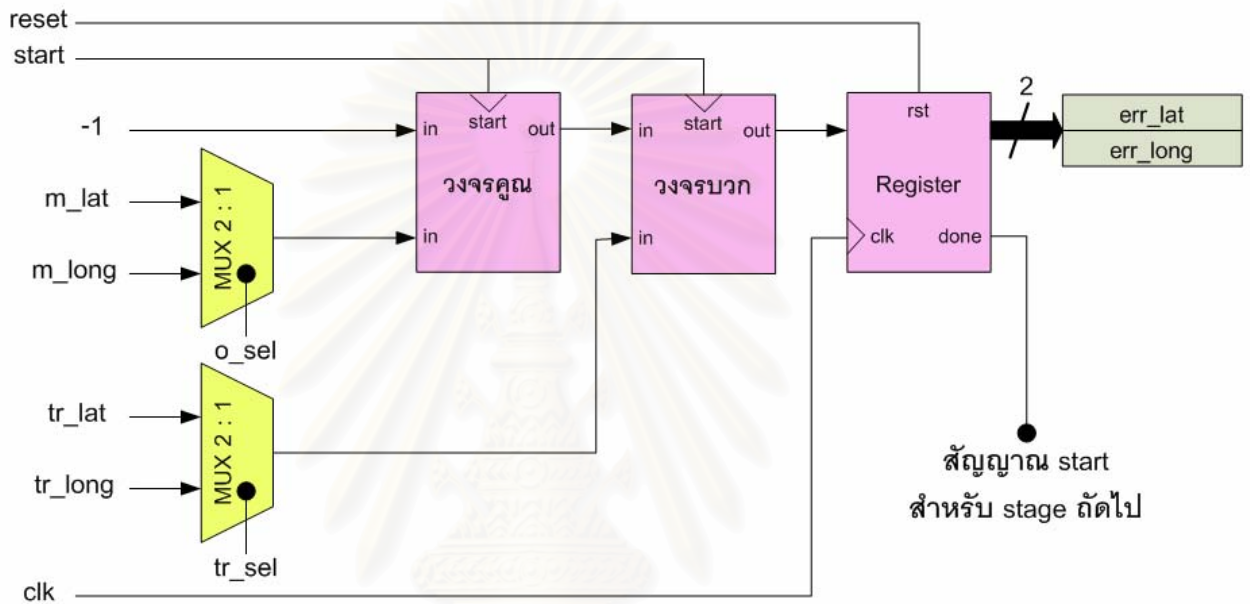 reset
start
-1
m_lat
m_long
MUX 2 : 1
o_sel
tr_lat
tr_long
MUX 2 : 1
tr_sel
clk
in
start
out
วงจรคูณ
in
in
start
out
วงจรบวก
in
rst
Register
clk
done
2
err_lat
err_long
สัญญาณ start
สำหรับ stage ถัดไป